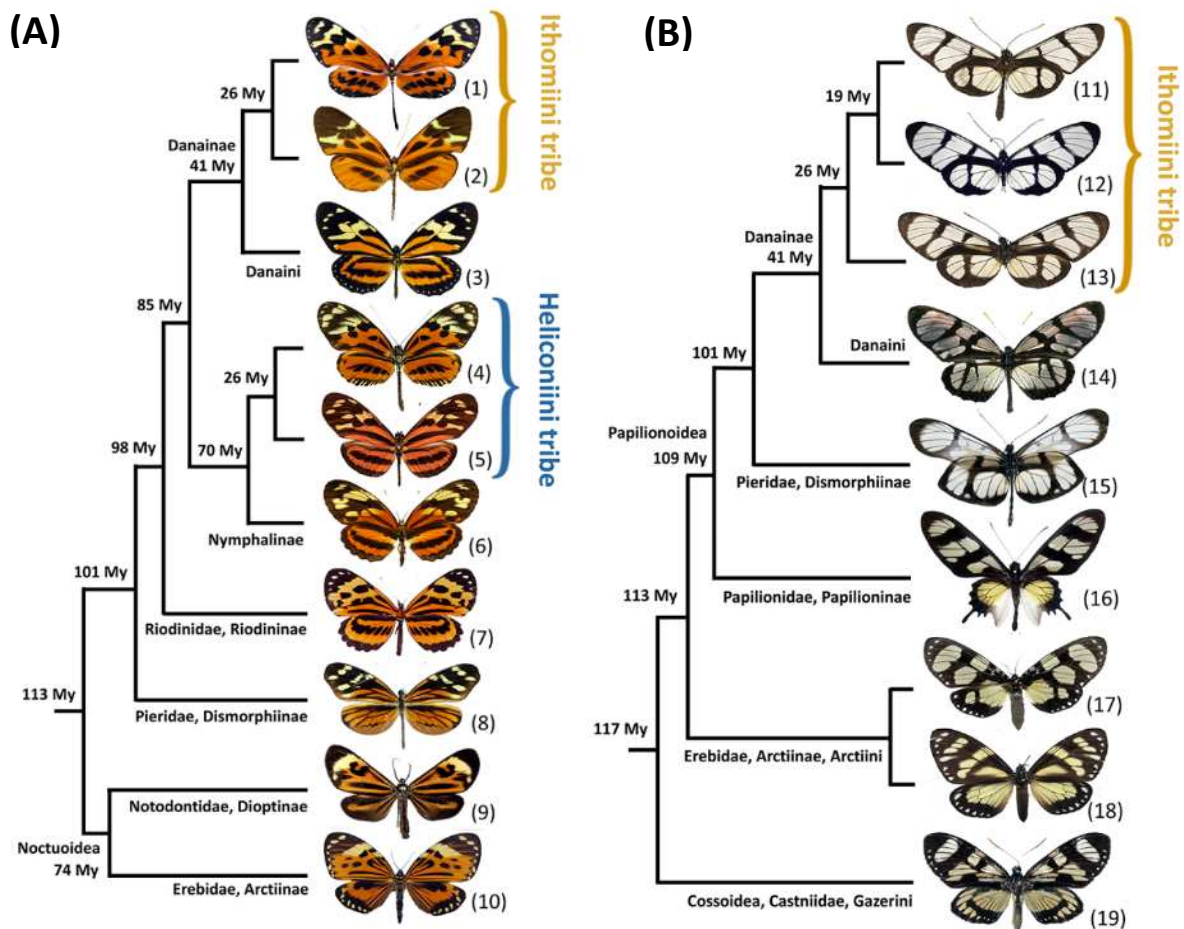 (A)
26 My
(1)
Danainae
41 My
(2)
Ithomiini tribe
Danaini
(3)
85 My
26 My
(4)
98 My
70 My
(5)
Heliconiini tribe
Nymphalinae
(6)
101 My
Riodinidae, Riodininae
(7)
113 My
Pieridae, Dismorphiinae
(8)
Notodontidae, Dioptinae
(9)
Noctuoidea
74 My
Erebidae, Arctiinae
(10)
(B)
(11)
19 My
(12)
26 My
Ithomiini tribe
Danainae
41 My
(13)
Danaini
(14)
101 My
Papilionoidea
109 My
Pieridae, Dismorphiinae
(15)
Papilionidae, Papilioninae
(16)
113 My
(17)
117 My
Erebidae, Arctiinae, Arctiini
(18)
Cossoidea, Castniidae, Gazerini
(19)